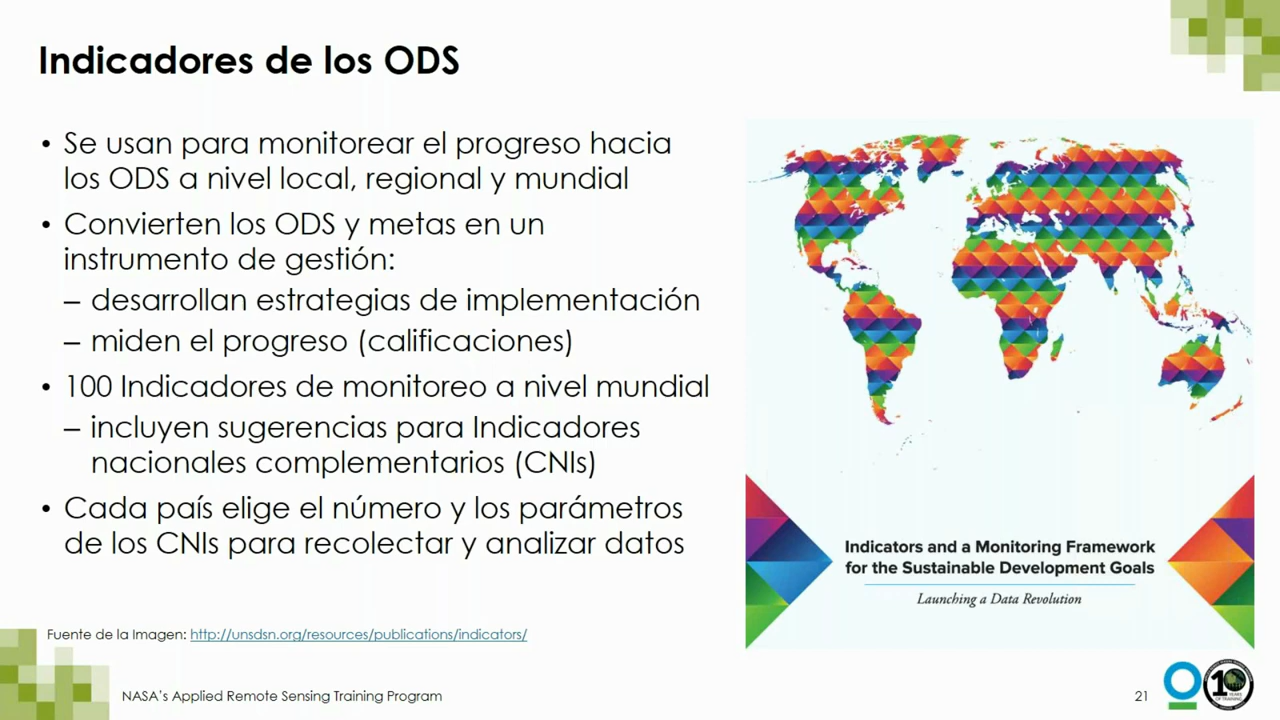 Indicadores de los ODS
• Se usan para monitorear el progreso hacia
los ODS a nivel local, regional y mundial
• Convierten los ODS y metas en un
instrumento de gestión:
– desarrollan estrategias de implementación
– miden el progreso (calificaciones)
• 100 Indicadores de monitoreo a nivel mundial
– incluyen sugerencias para Indicadores
nacionales complementarios (CNIs)
• Cada país elige el número y los parámetros
de los CNIs para recolectar y analizar datos
Indicators and a Monitoring Framework
for the Sustainable Development Goals
Launching a Data Revolution
Fuente de la Imagen: http://unsdsn.org/resources/publications/indicators/
NASA's Applied Remote Sensing Training Program
21
10
YEARS
OF TRAINING